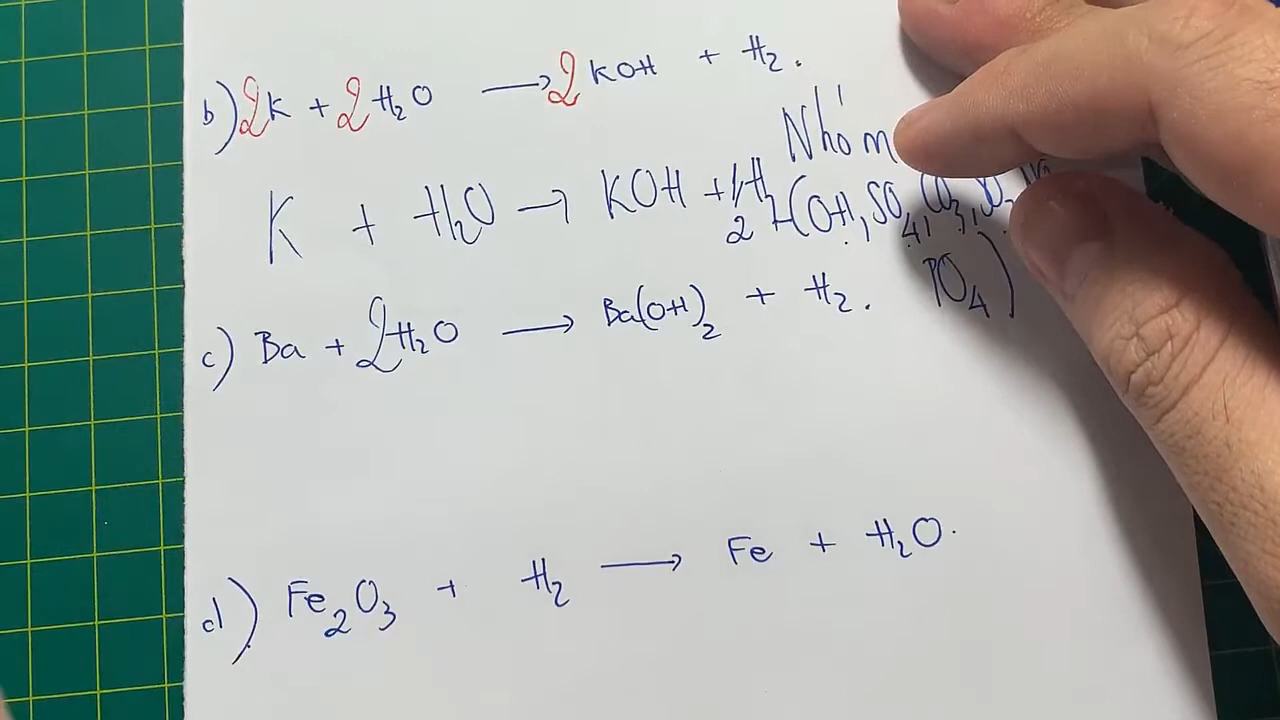 b) 2K + 2H₂O → 2KOH + H₂.
Nhóm
K + H₂O → KOH + 1/2 H₂
(OH, SO₄, CO₃,
PO₄)
c) Ba + 2H₂O → Ba(OH)₂ + H₂.
d) Fe₂O₃ + H₂ → Fe + H₂O.